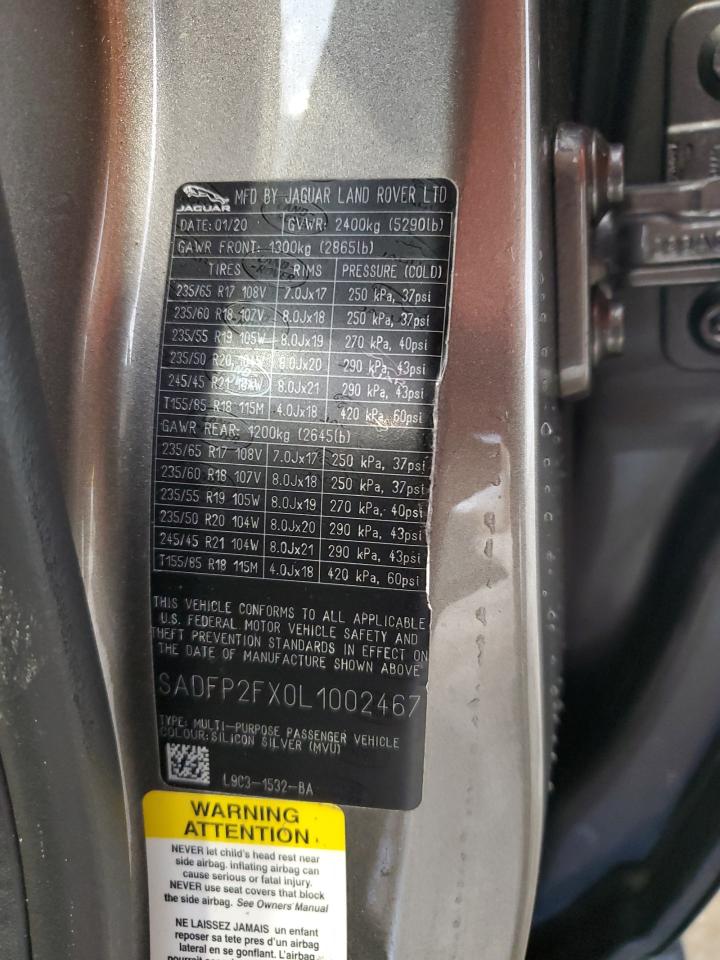 JAGUAR MFD BY JAGUAR LAND ROVER LTD
DATE: 01/20 GVWR: 2400kg (5290lb)
GAWR FRONT: 1300kg (2865lb)
TIRES RIMS PRESSURE (COLD)
235/65 R17 108V 7.0Jx17 250 kPa, 37psi
235/60 R18 107V 8.0Jx18 250 kPa, 37psi
235/55 R19 105W 8.0Jx19 270 kPa, 40psi
235/50 R20 104W 8.0Jx20 290 kPa, 43psi
245/45 R21 104W 8.0Jx21 290 kPa, 43psi
T155/85 R18 115M 4.0Jx18 420 kPa, 60psi
GAWR REAR: 1200kg (2645lb)
235/65 R17 108V 7.0Jx17 250 kPa, 37psi
235/60 R18 107V 8.0Jx18 250 kPa, 37psi
235/55 R19 105W 8.0Jx19 270 kPa, 40psi
235/50 R20 104W 8.0Jx20 290 kPa, 43psi
245/45 R21 104W 8.0Jx21 290 kPa, 43psi
T155/85 R18 115M 4.0Jx18 420 kPa, 60psi
THIS VEHICLE CONFORMS TO ALL APPLICABLE
U.S. FEDERAL MOTOR VEHICLE SAFETY AND
THEFT PREVENTION STANDARDS IN EFFECT ON
THE DATE OF MANUFACT SHOWN ABOVE
SADFP2FX0L1002467
TYPE: MULTI-PURPOSE PASSENGER VEHICLE
COLOUR: SILICON SILVER (MVU)
L9C3-1532-BA
WARNING
ATTENTION
NEVER let child's head rest near
side airbag. inflating airbag can
cause serious or fatal injury.
NEVER use seat covers that block
the side airbag. See Owners Manual
NE LAISSEZ JAMAIS un enfant
reposer sa tete pres d'un airbag
lateral en se gonflant. L'airbag